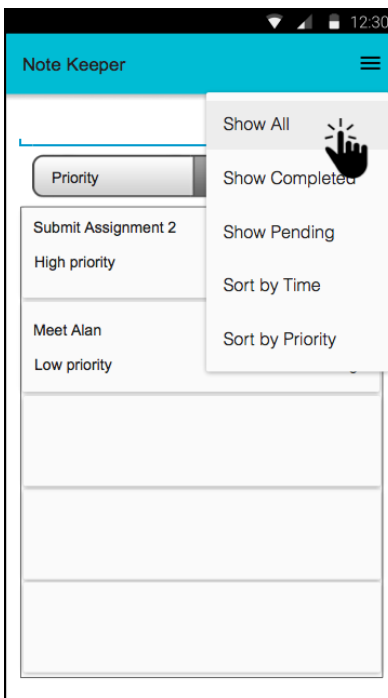 12:30
Note Keeper
Show All
Priority
Show Completed
Submit Assignment 2
Show Pending
High priority
Sort by Time
Meet Alan
Sort by Priority
Low priority